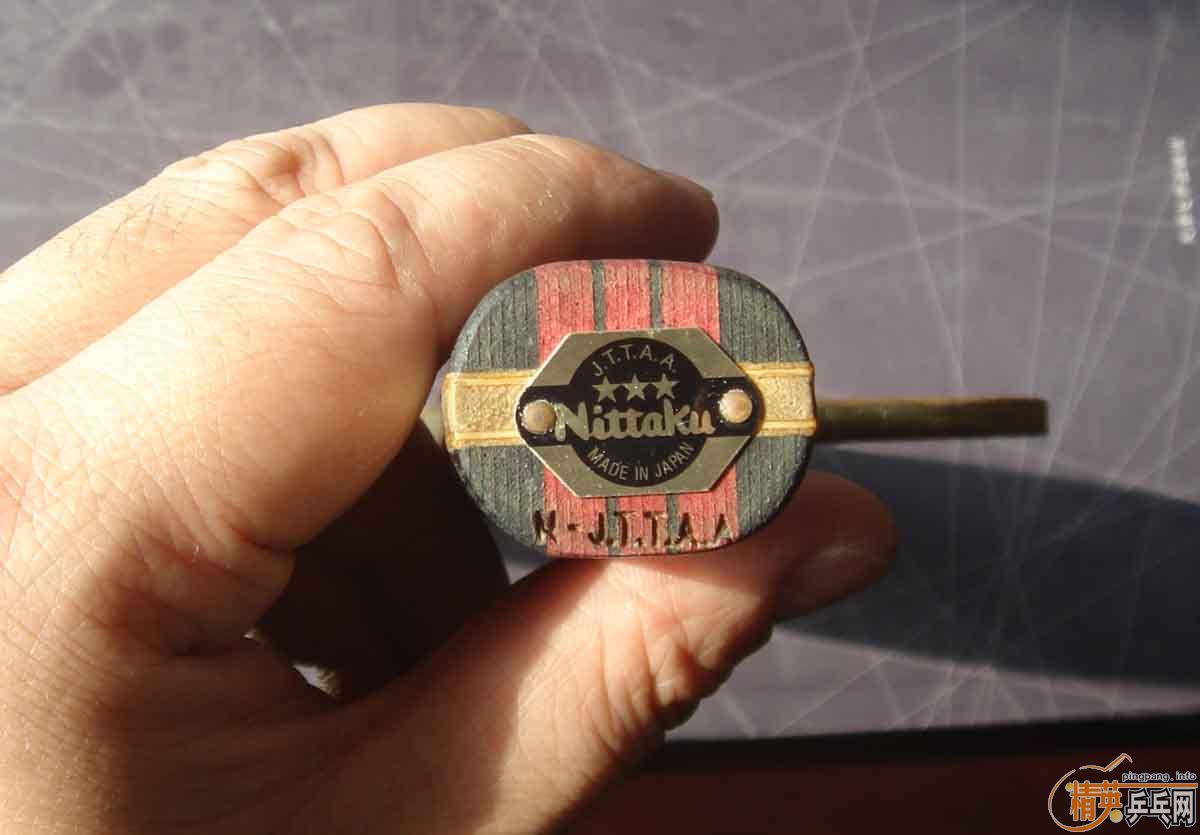 J.T.T.A.A.
Nittaku
MADE IN JAPAN
N-J.T.T.A.A
pingpang.info
精英乒乓网